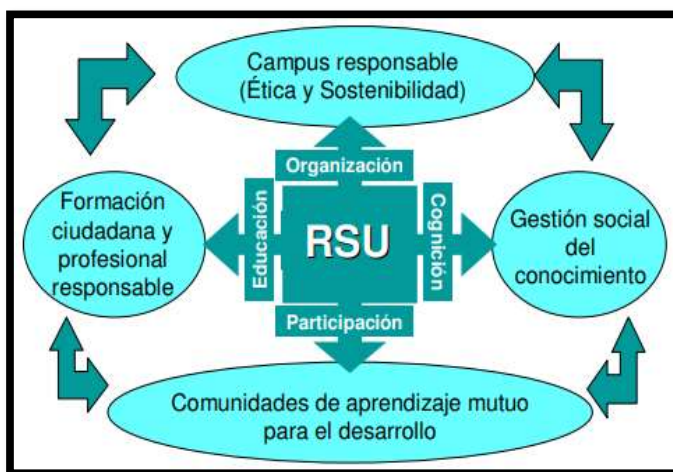 Campus responsable
(Ética y Sostenibilidad)
Organización
Formación
ciudadana y
profesional
responsable
Educación
RSU
Cognición
Gestión social
del
conocimiento
Participación
Comunidades de aprendizaje mutuo
para el desarrollo